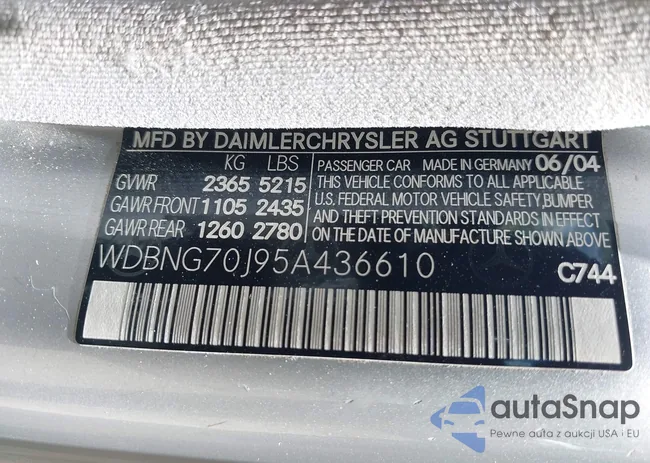 MFD BY DAIMLERCHRYSLER AG STUTTGART
KG LBS
GVWR 2365 5215
GAWR FRONT 1105 2435
GAWR REAR 1260 2780
PASSENGER CAR MADE IN GERMANY 06/04
THIS VEHICLE CONFORMS TO ALL APPLICABLE
U.S. FEDERAL MOTOR VEHICLE SAFETY, BUMPER
AND THEFT PREVENTION STANDARDS IN EFFECT
ON THE DATE OF MANUFACTURE SHOWN ABOVE
WDBNG70J95A436610 C744
autaSnap
Pewne auta z aukcji USA i EU